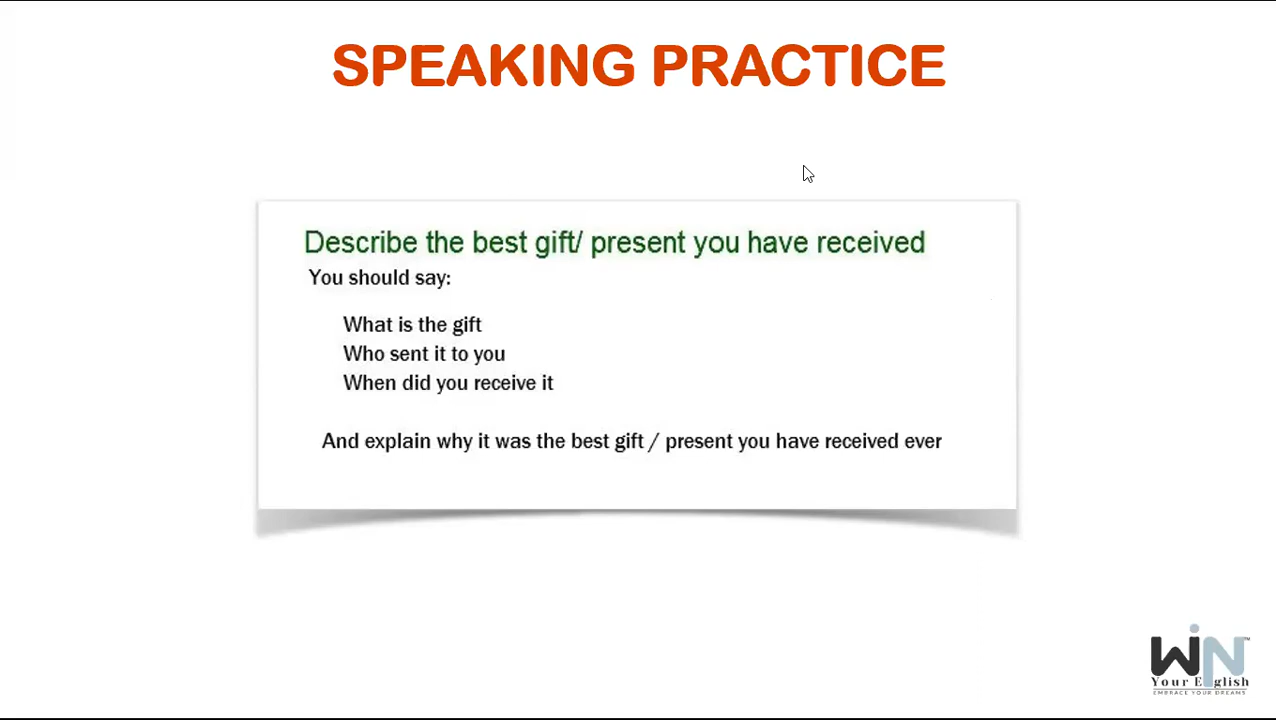 SPEAKING PRACTICE
Describe the best gift/ present you have received
You should say:
What is the gift
Who sent it to you
When did you receive it
And explain why it was the best gift / present you have received ever
WiN™
Your English
EMBRACE YOUR DREAMS